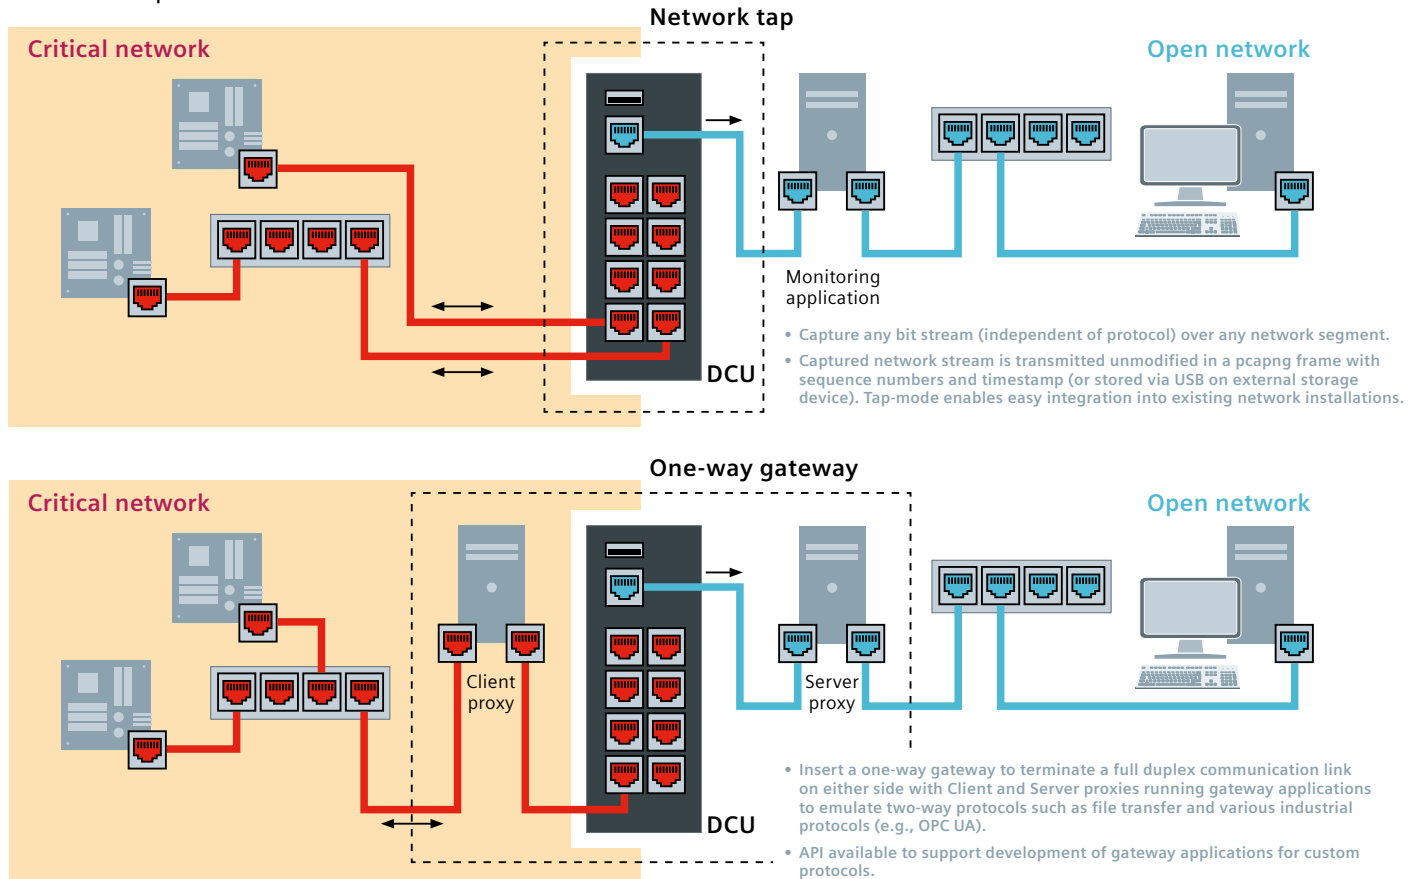 Network tap
Critical network
Open network
Monitoring
application
DCU
• Capture any bit stream (independent of protocol) over any network segment.
• Captured network stream is transmitted unmodified in a pcapng frame with
sequence numbers and timestamp (or stored via USB on external storage
device). Tap-mode enables easy integration into existing network installations.
One-way gateway
Critical network
Open network
Client
proxy
Server
proxy
DCU
• Insert a one-way gateway to terminate a full duplex communication link
on either side with Client and Server proxies running gateway applications
to emulate two-way protocols such as file transfer and various industrial
protocols (e.g., OPC UA).
• API available to support development of gateway applications for custom
protocols.